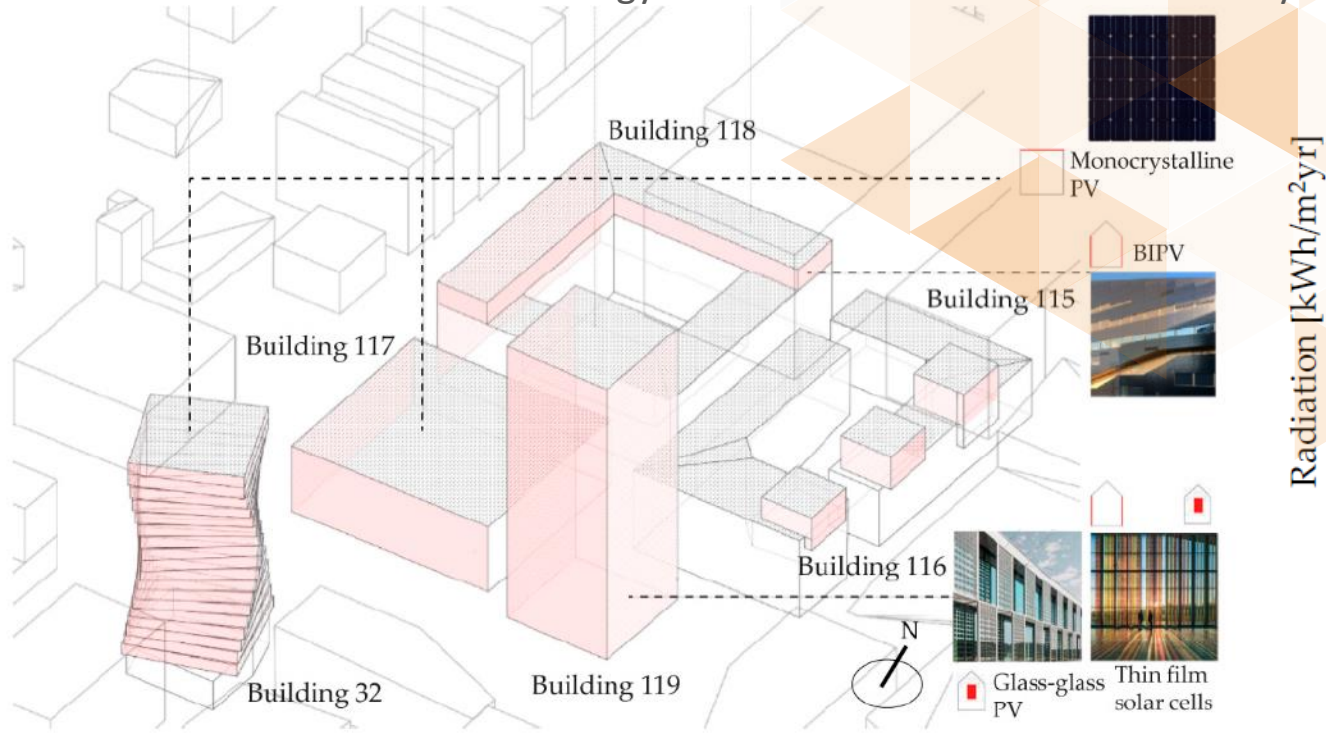 Building 118
Monocrystalline
PV
BIPV
Building 115
Building 117
Radiation [kWh/m²yr]
Building 116
N
Building 32
Building 119
Glass-glass
PV
Thin film
solar cells